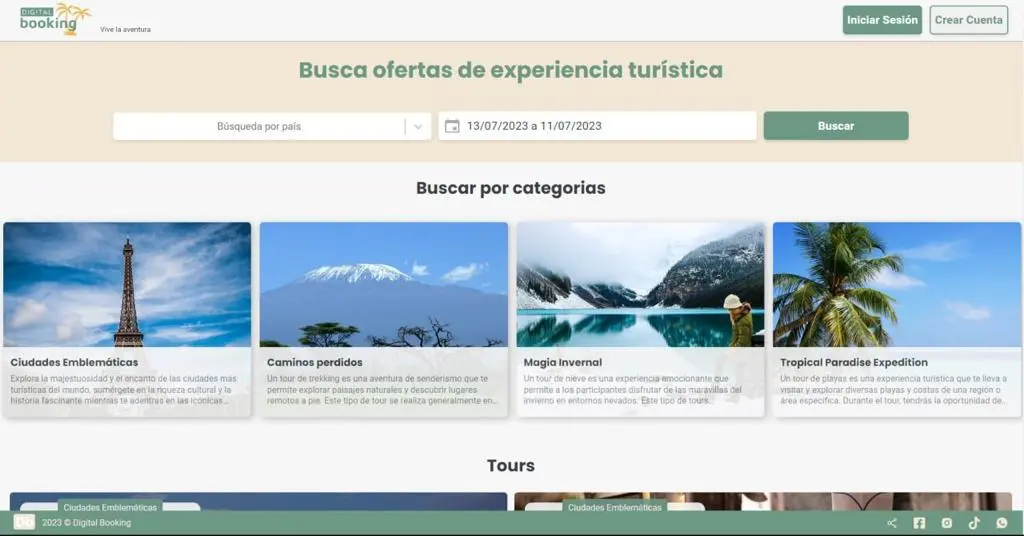 DIGITAL
booking
Vive la aventura
Iniciar Sesión
Crear Cuenta
Busca ofertas de experiencia turística
Búsqueda por país
13/07/2023 a 11/07/2023
Buscar
Buscar por categorias
Ciudades Emblemáticas
Explora la majestuosidad y el encanto de las ciudades más
turísticas del mundo, sumérgete en la riqueza cultural y la
historia fascinante mientras te adentras en las icónicas...
Caminos perdidos
Un tour de trekking es una aventura de senderismo que te
permite explorar paisajes naturales y descubrir lugares
remotos a pie. Este tipo de tour se realiza generalmente en...
Magia Invernal
Un tour de nieve es una experiencia emocionante que
permite a los participantes disfrutar de las maravillas del
invierno en entornos nevados. Este tipo de tours...
Tropical Paradise Expedition
Un tour de playas es una experiencia turística que te lleva a
visitar y explorar diversas playas y costas de una región o
área específica. Durante el tour, tendrás la oportunidad de...
Tours
Ciudades Emblemáticas
Ciudades Emblemáticas
Db
2023 © Digital Booking